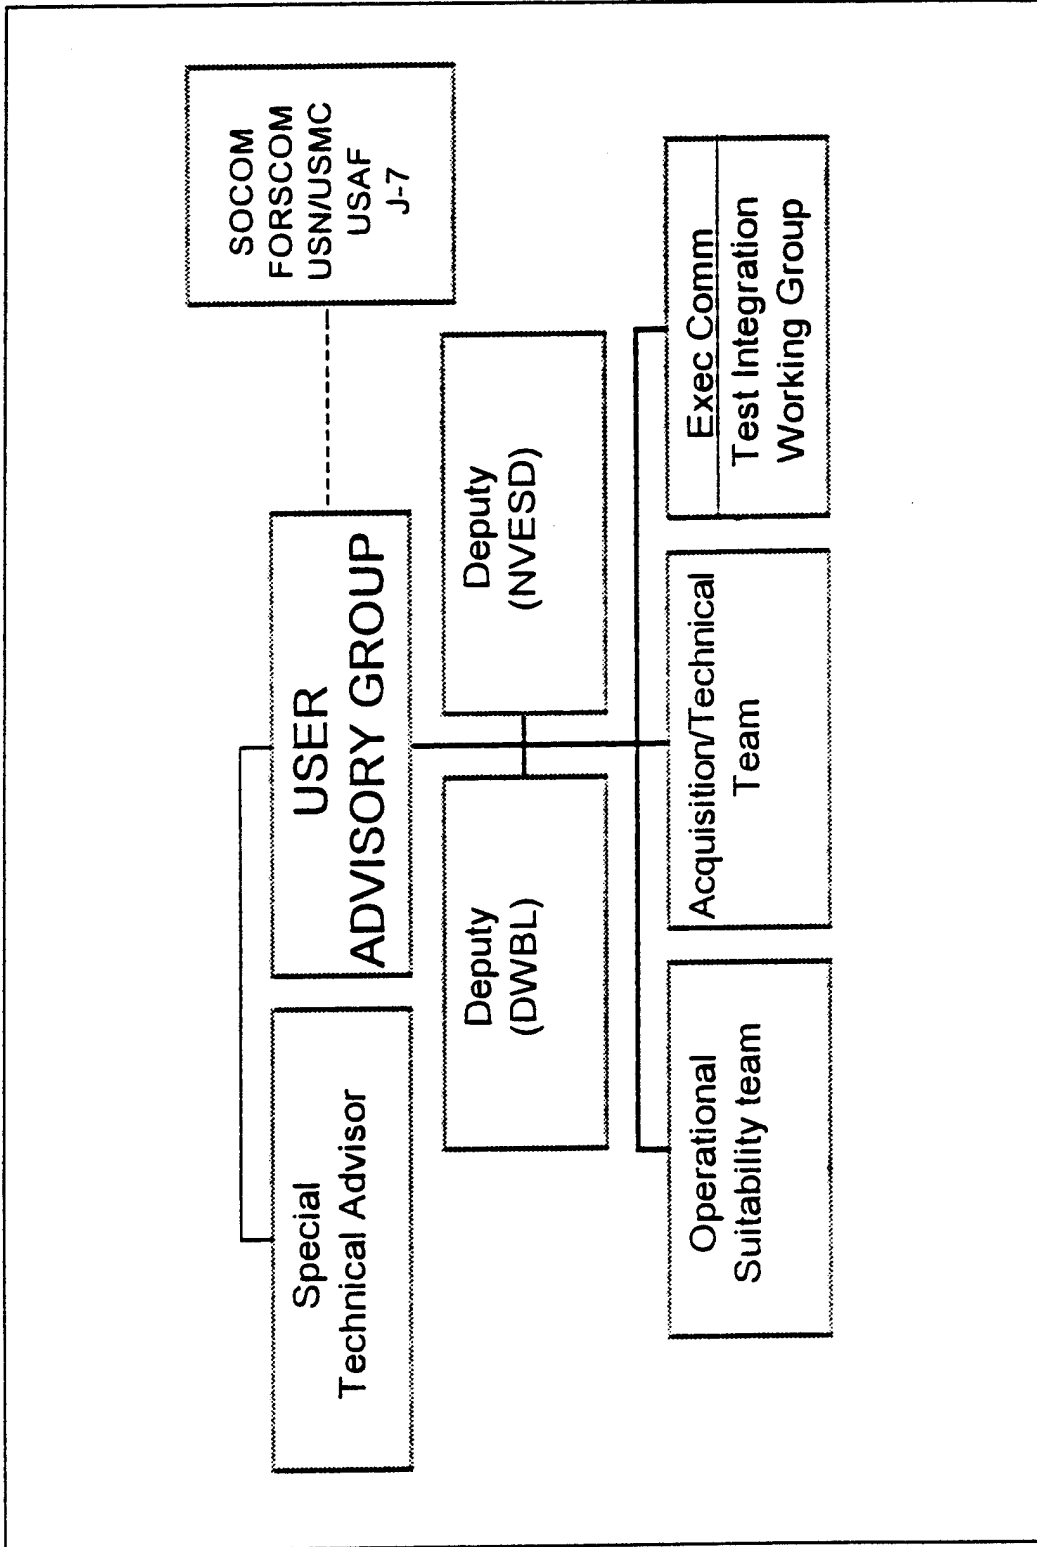 SOCOM
FORSCOM
USN/USMC
USAF
J-7
Special
Technical Advisor
USER
ADVISORY GROUP
Deputy
(DWBL)
Deputy
(NVESD)
Operational
Suitability team
Acquisition/Technical
Team
Exec Comm
Test Integration
Working Group